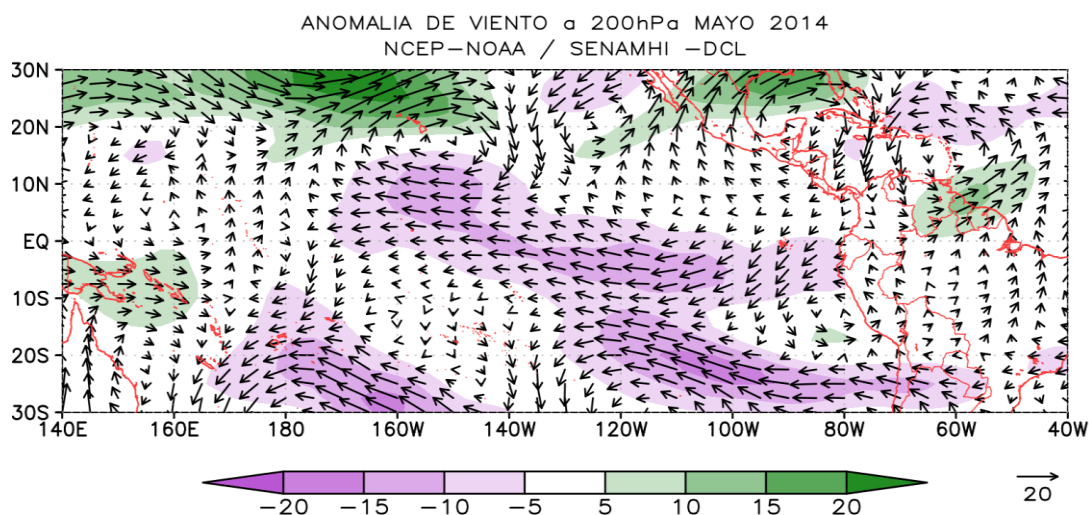 ANOMALIA DE VIENTO a 200hPa MAYO 2014
NCEP-NOAA / SENAMHI -DCL
30N
20N
10N
EQ
10S
20S
30S
140E 160E 180 160W 140W 120W 100W 80W 60W 40W
-20 -15 -10 -5 5 10 15 20
20